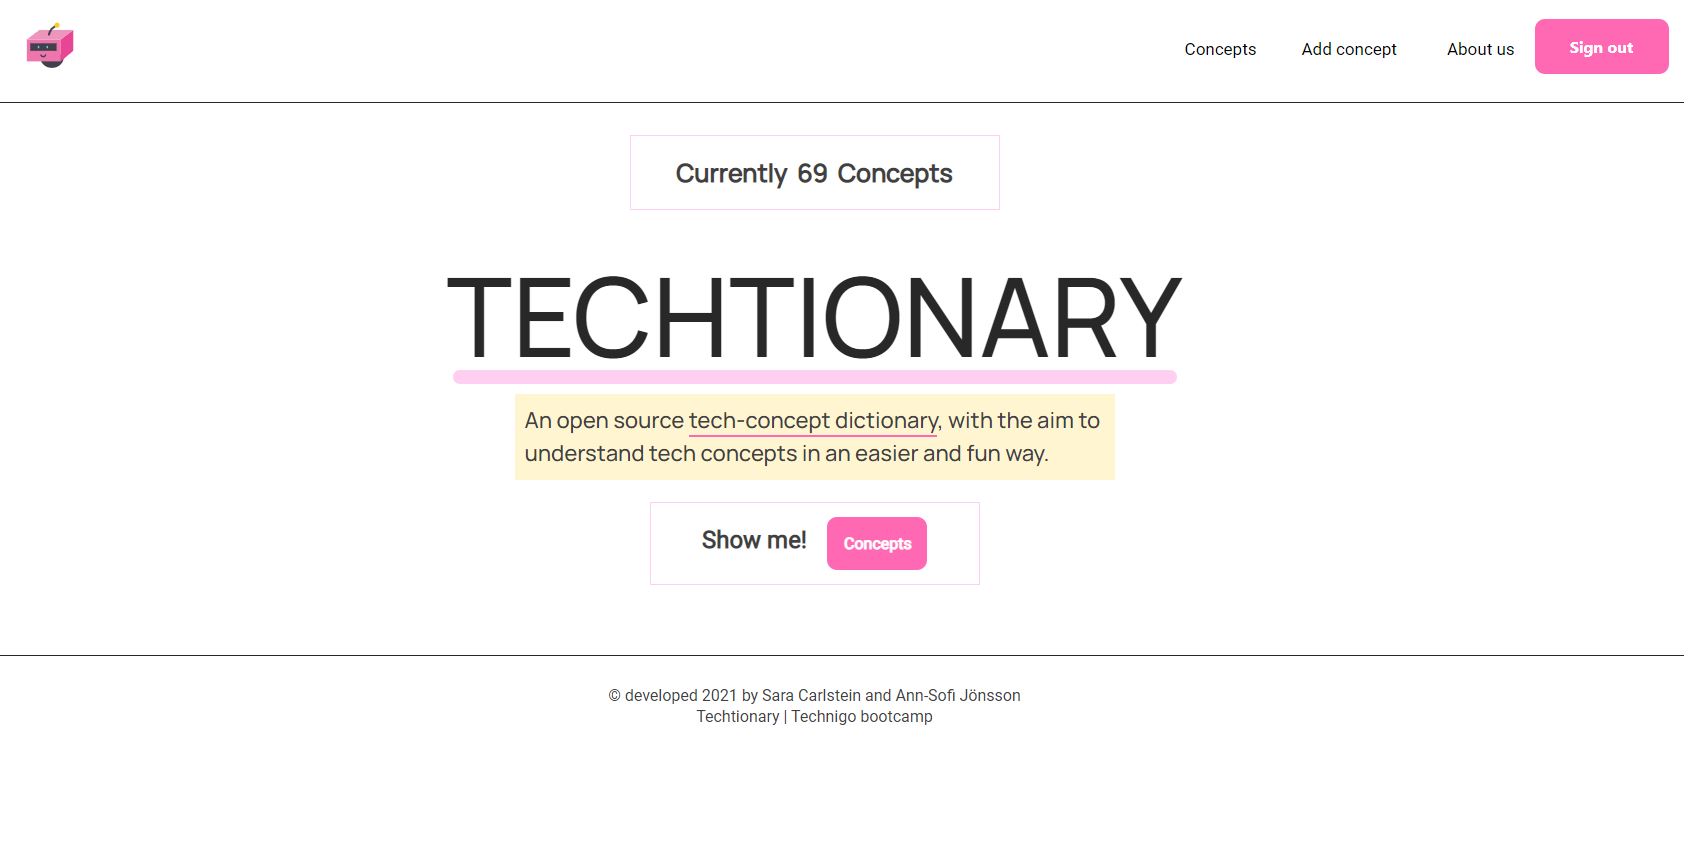 Concepts Add concept About us Sign out
Currently 69 Concepts
TECHTIONARY
An open source tech-concept dictionary, with the aim to
understand tech concepts in an easier and fun way.
Show me! Concepts
© developed 2021 by Sara Carlstein and Ann-Sofi Jönsson
Techtionary | Technigo bootcamp